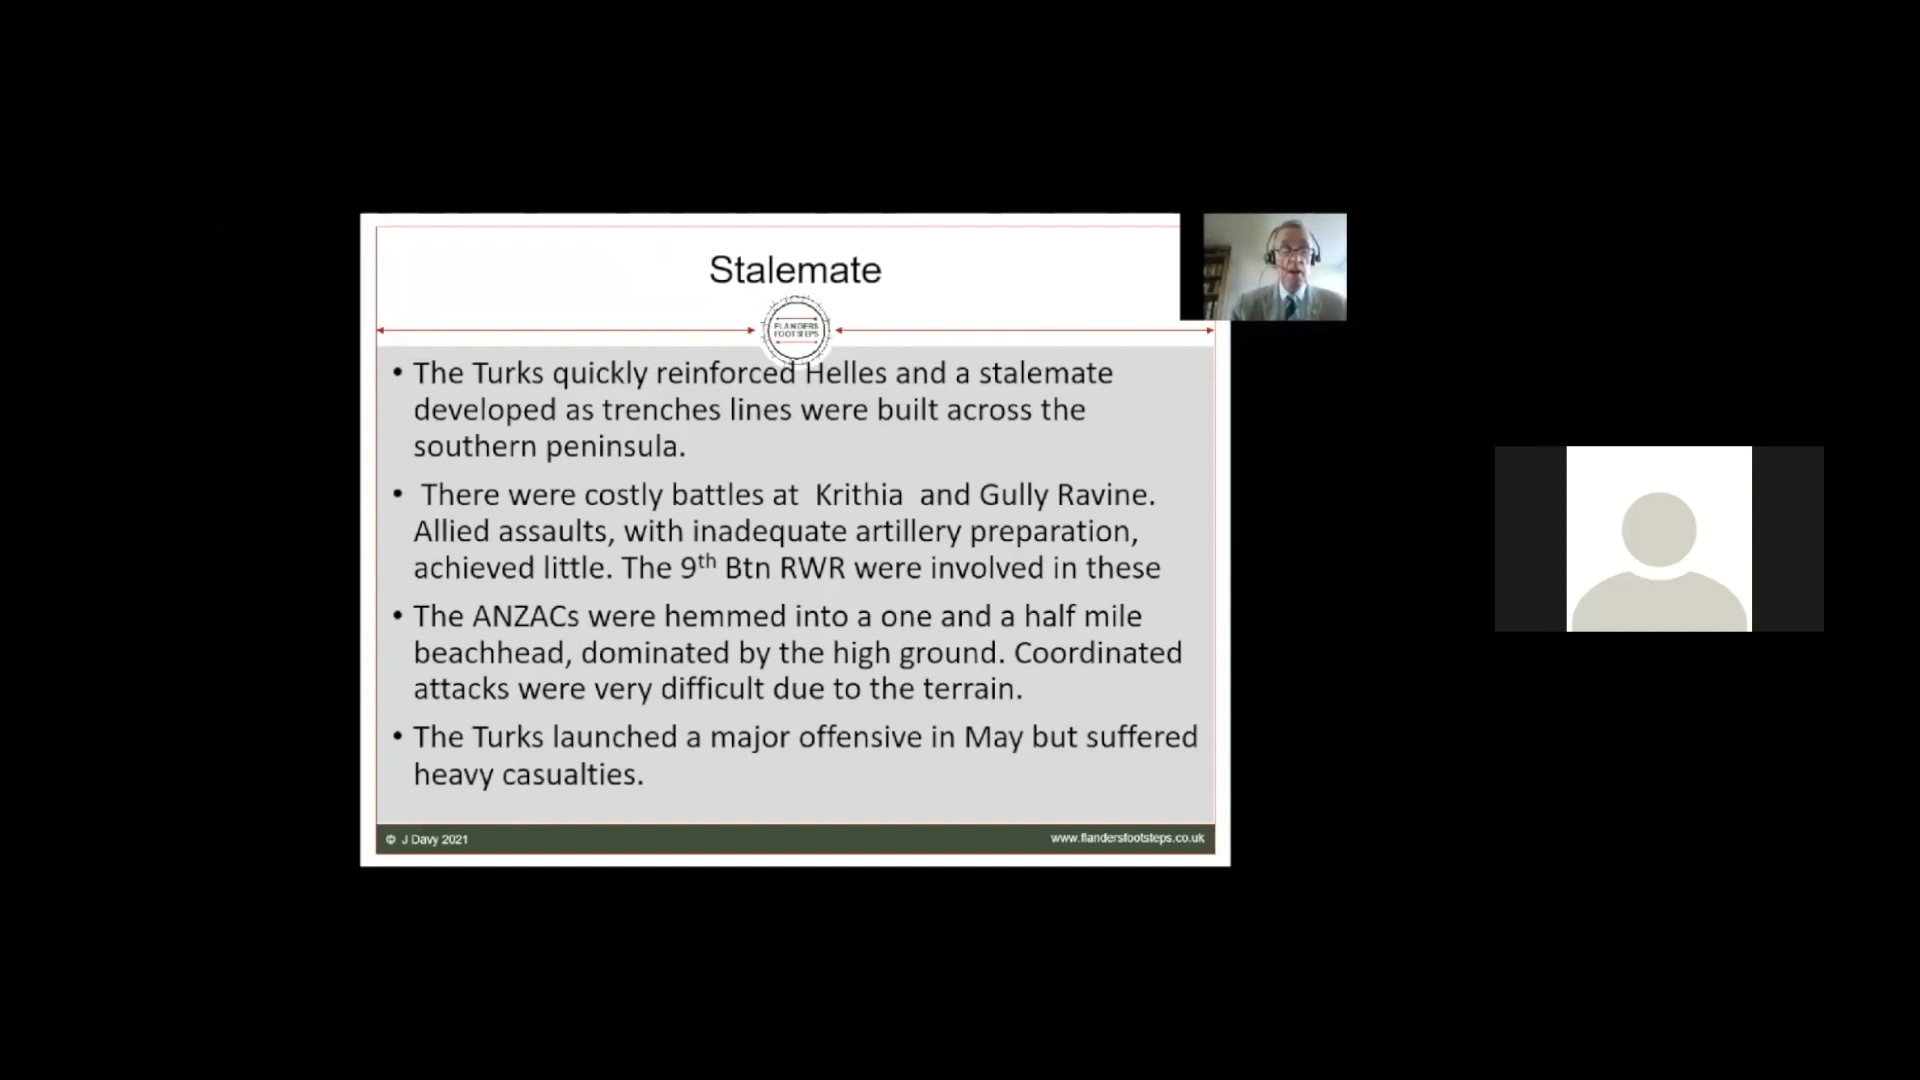 Stalemate
FLANDERS
FOOTSTEPS
• The Turks quickly reinforced Helles and a stalemate
developed as trenches lines were built across the
southern peninsula.
• There were costly battles at Krithia and Gully Ravine.
Allied assaults, with inadequate artillery preparation,
achieved little. The 9th Btn RWR were involved in these
• The ANZACs were hemmed into a one and a half mile
beachhead, dominated by the high ground. Coordinated
attacks were very difficult due to the terrain.
• The Turks launched a major offensive in May but suffered
heavy casualties.
© J Davy 2021
www.flandersfootsteps.co.uk